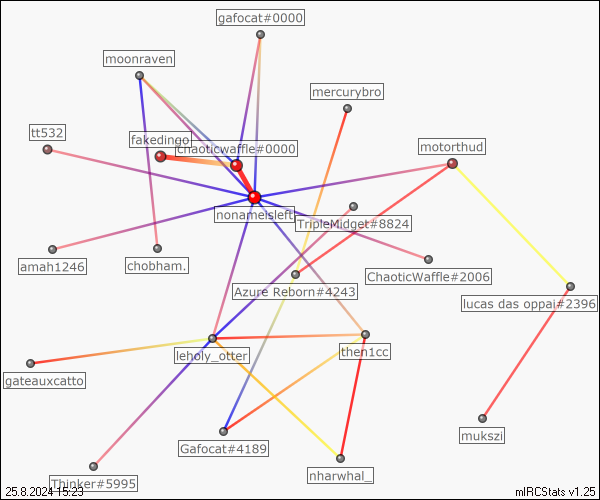 gafocat#0000
moonraven
mercurybro
tt532
fakedingo
chaoticwaffle#0000
motorthud
nonameisleft
TripleMidget#8824
amah1246
chobham.
ChaoticWaffle#2006
Azure Reborn#4243
lucas das oppai#2396
leholy_otter
then1cc
gateauxcatto
mukszi
Gafocat#4189
nharwhal_
Thinker#5995
25.8.2024 15:23
mIRCStats v1.25